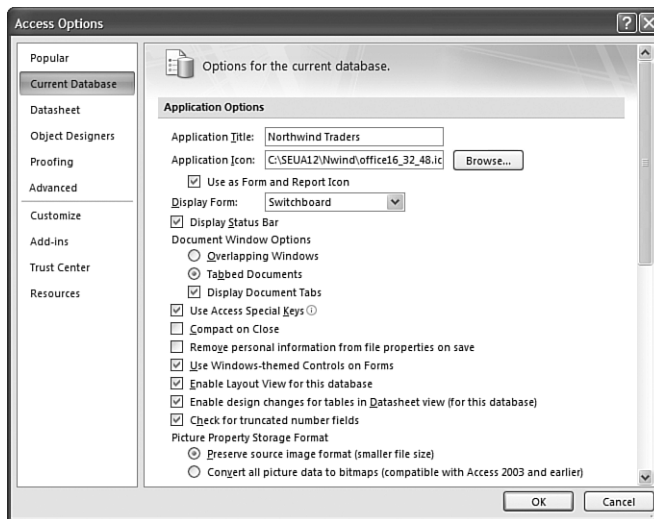 Access Options
Popular
Current Database
Datasheet
Object Designers
Proofing
Advanced
Customize
Add-ins
Trust Center
Resources
Options for the current database.
Application Options
Application Title: Northwind Traders
Application Icon: C:\SEUA12\Nwind\office16_32_48.ic Browse...
Use as Form and Report Icon
Display Form: Switchboard
Display Status Bar
Document Window Options
Overlapping Windows
Tabbed Documents
Display Document Tabs
Use Access Special Keys
Compact on Close
Remove personal information from file properties on save
Use Windows-themed Controls on Forms
Enable Layout View for this database
Enable design changes for tables in Datasheet view (for this database)
Check for truncated number fields
Picture Property Storage Format
Preserve source image format (smaller file size)
Convert all picture data to bitmaps (compatible with Access 2003 and earlier)
OK Cancel